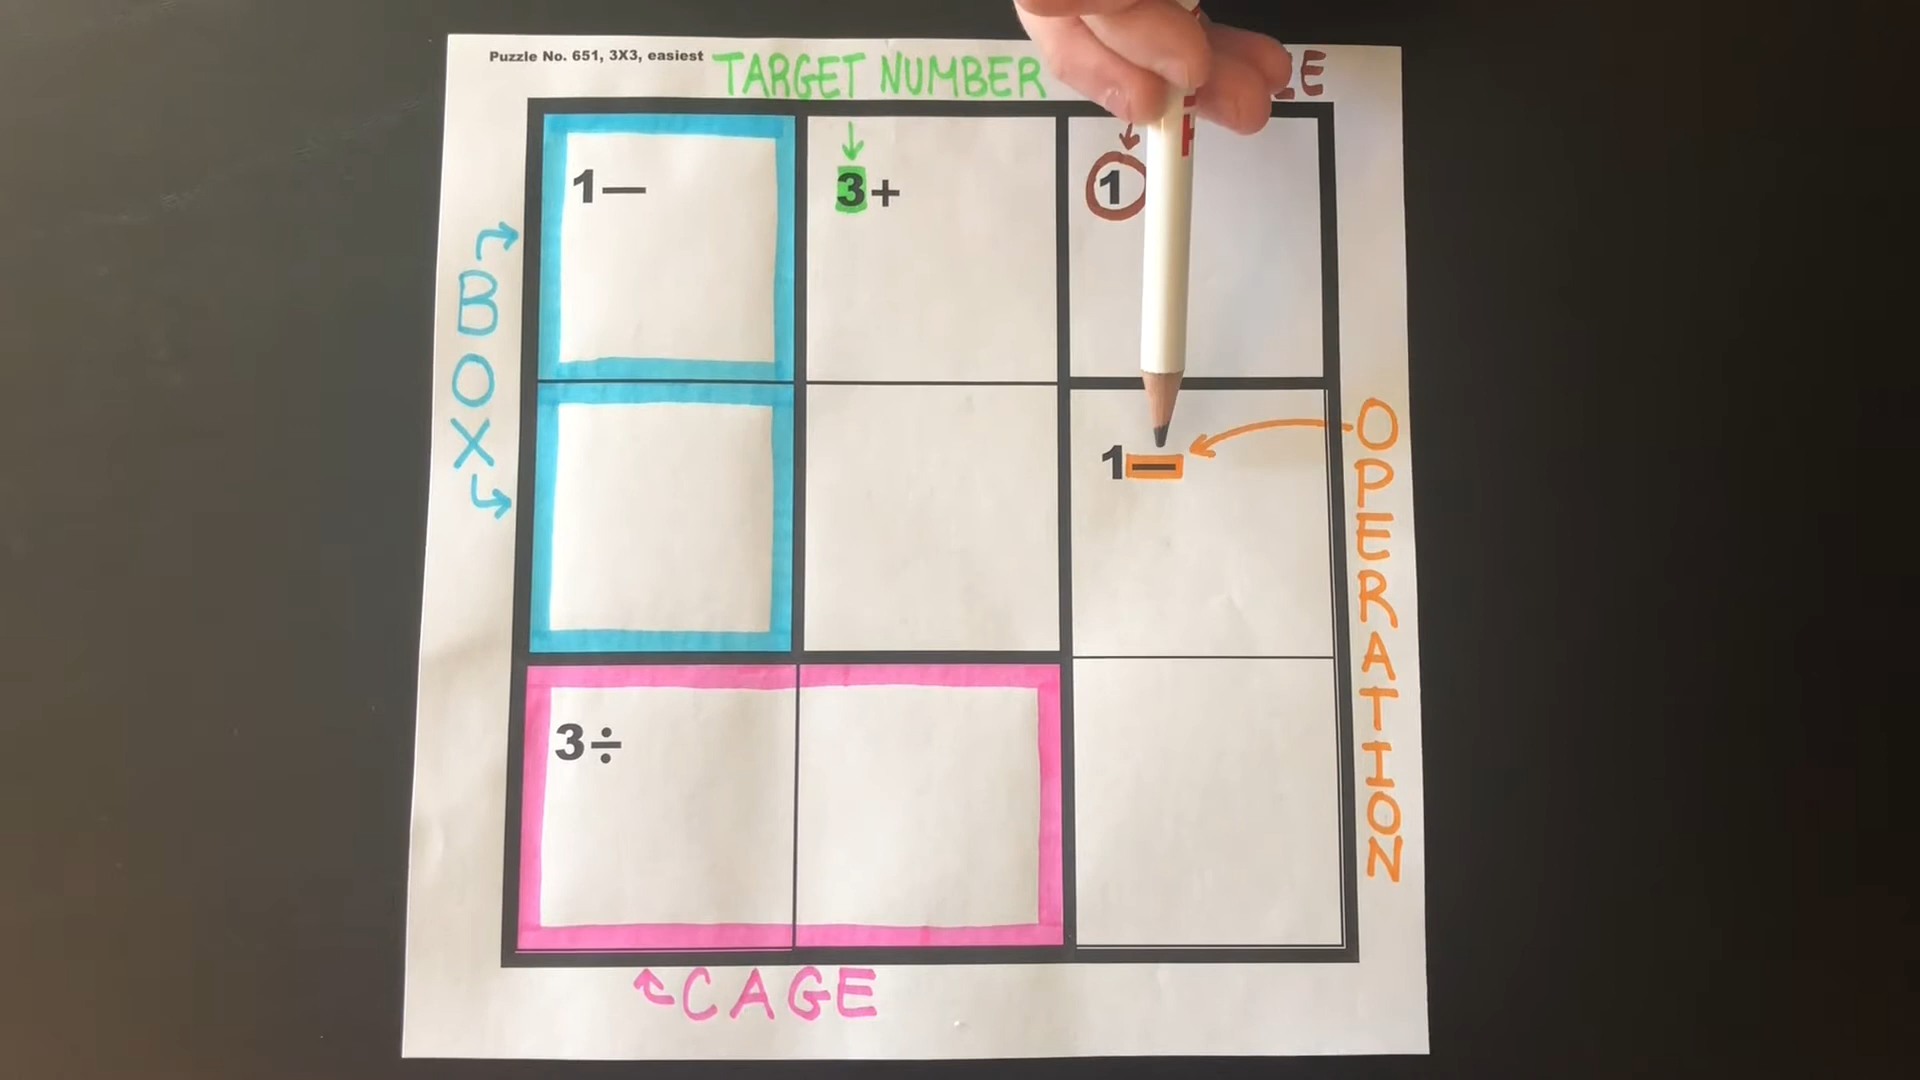 Puzzle No. 651, 3X3, easiest
TARGET NUMBER
1—
3+
1
BOX
1—
OPERATION
3÷
CAGE